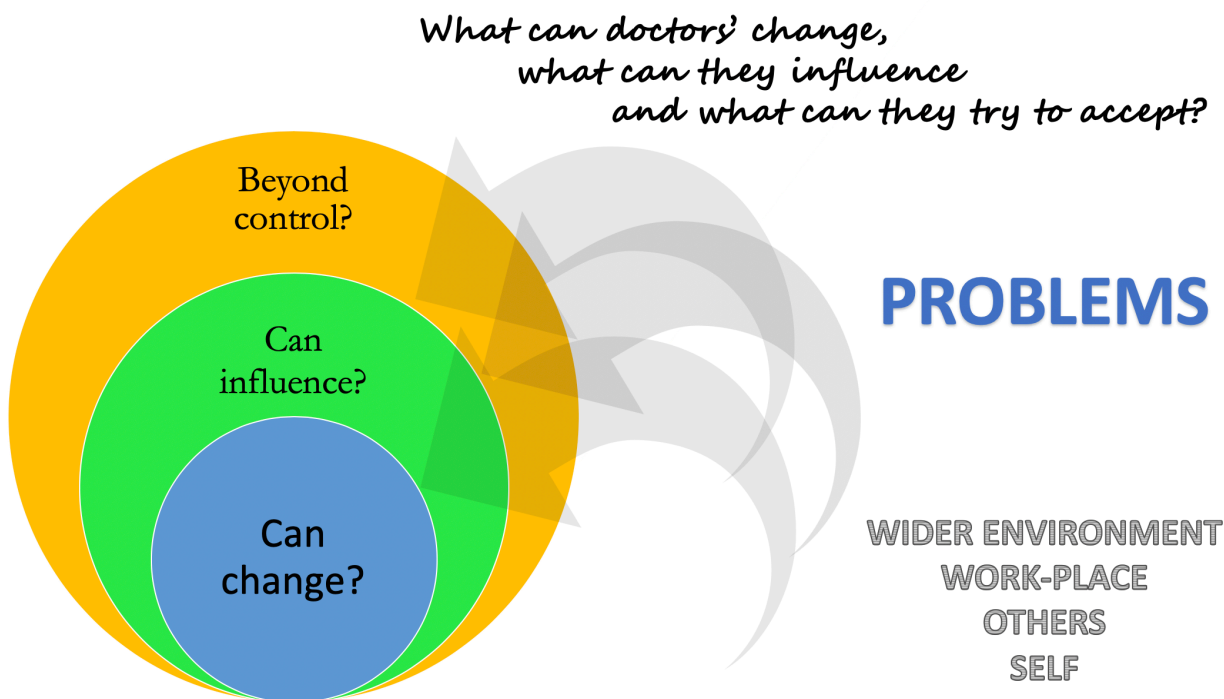 What can doctors' change,
what can they influence
and what can they try to accept?
Beyond
control?
Can
influence?
Can
change?
PROBLEMS
WIDER ENVIRONMENT
WORK-PLACE
OTHERS
SELF